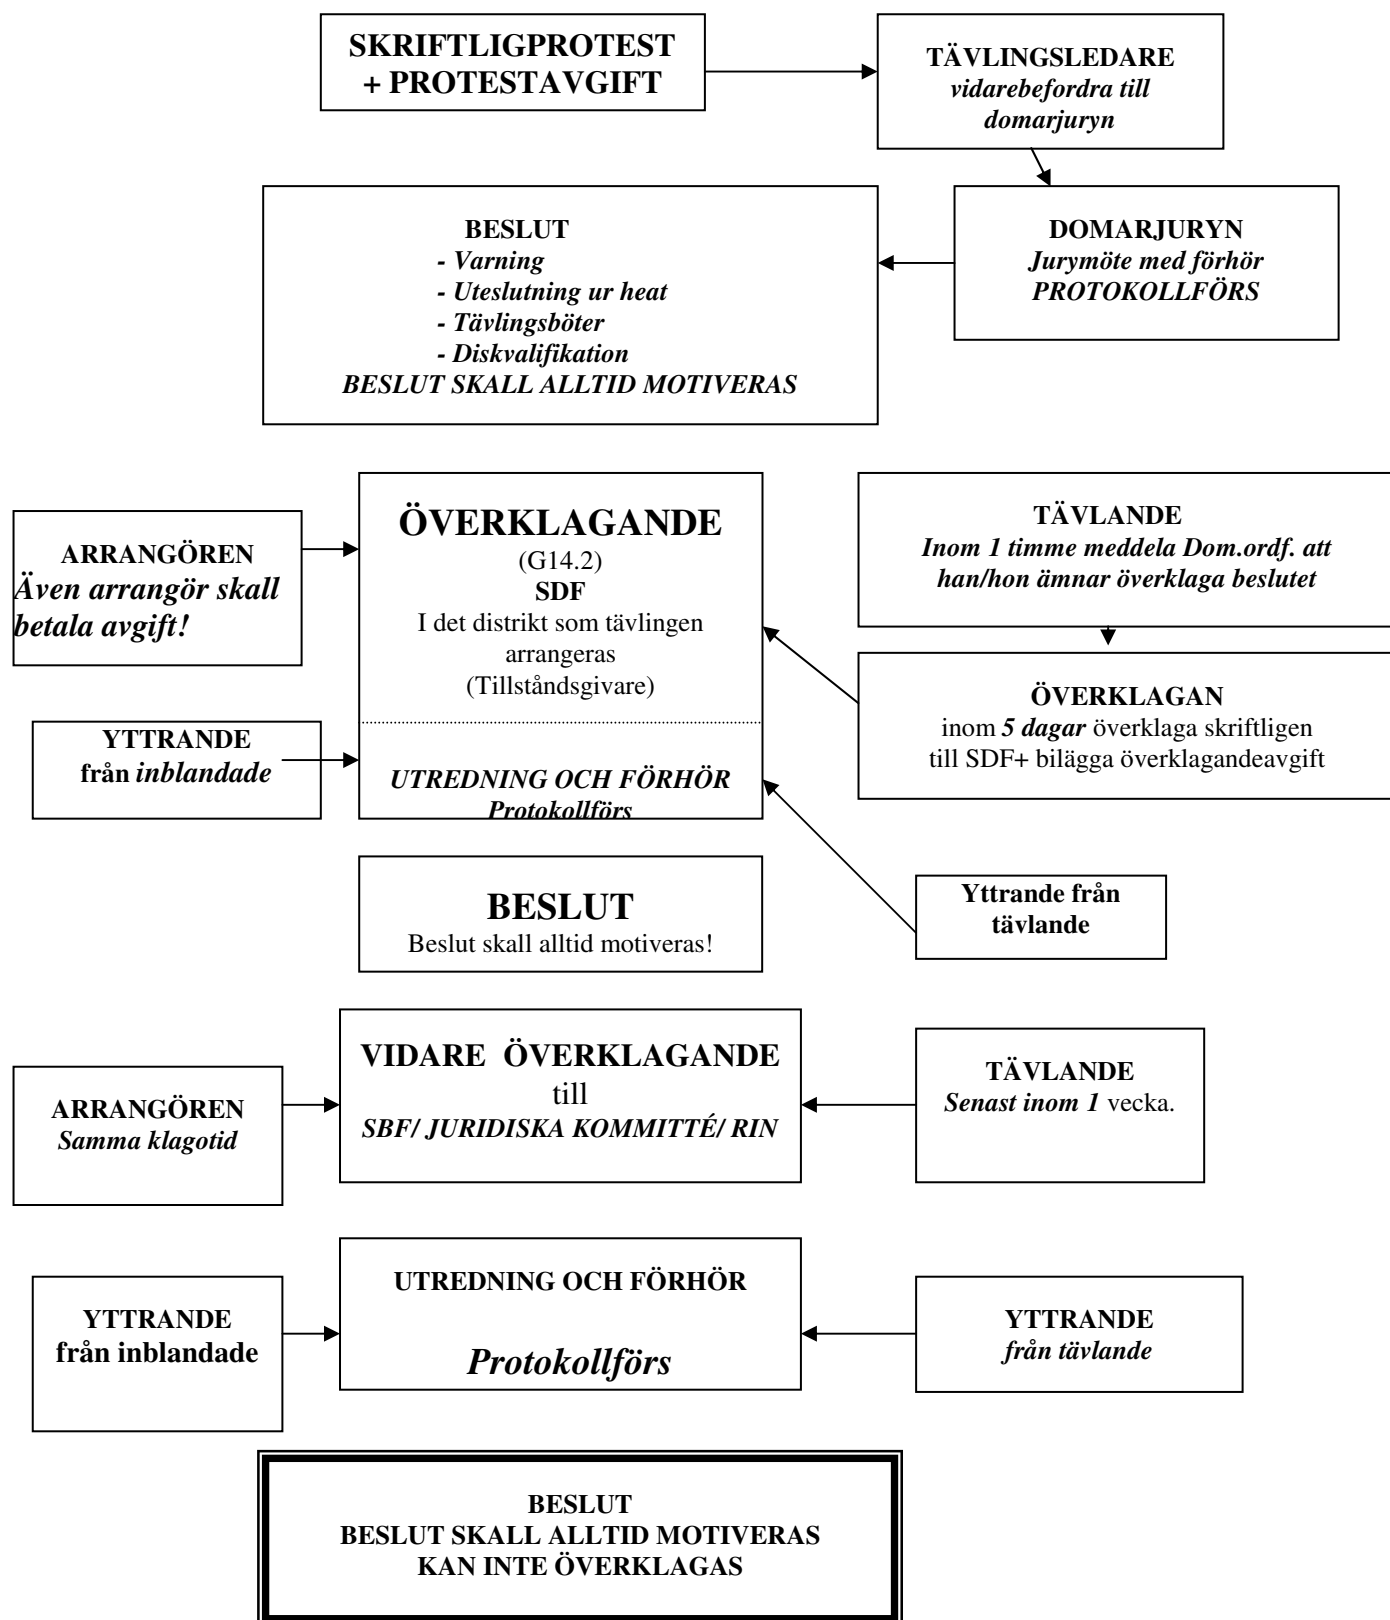 SKRIFTLIGPROTEST
+ PROTESTAVGIFT
TÄVLINGSLEDARE
vidarebefordra till
domarjuryn
BESLUT
- Varning
- Uteslutning ur heat
- Tävlingsböter
- Diskvalifikation
BESLUT SKALL ALLTID MOTIVERAS
DOMARJURYN
Jurymöte med förhör
PROTOKOLLFÖRS
ARRANGÖREN
Även arrangör skall
betala avgift!
ÖVERKLAGANDE
(G14.2)
SDF
I det distrikt som tävlingen
arrangeras
(Tillståndsgivare)
UTREDNING OCH FÖRHÖR
Protokollförs
TÄVLANDE
Inom 1 timme meddela Dom.ordf. att
han/hon ämnar överklaga beslutet
ÖVERKLAGAN
inom 5 dagar överklaga skriftligen
till SDF+ bilägga överklagandeavgift
YTTRANDE
från inblandade
BESLUT
Beslut skall alltid motiveras!
Yttrande från
tävlande
VIDARE ÖVERKLAGANDE
till
SBF/ JURIDISKA KOMMITTÉ/ RIN
ARRANGÖREN
Samma klagotid
TÄVLANDE
Senast inom 1 vecka.
UTREDNING OCH FÖRHÖR
Protokollförs
YTTRANDE
från inblandade
YTTRANDE
från tävlande
BESLUT
BESLUT SKALL ALLTID MOTIVERAS
KAN INTE ÖVERKLAGAS